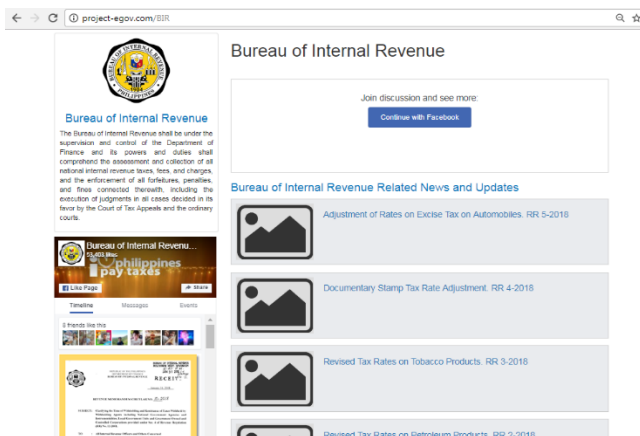 project-egov.com/BIR
BUREAU OF INTERNAL REVENUE
1904
PHILIPPINES
Bureau of Internal Revenue
The Bureau of Internal Revenue shall be under the
supervision and control of the Department of
Finance and its powers and duties shall
comprehend the assessment and collection of all
national internal revenue taxes, fees, and charges,
and the enforcement of all forfeitures, penalties,
and fines connected therewith, including the
execution of judgments in all cases decided in its
favor by the Court of Tax Appeals and the ordinary
courts.
Bureau of Internal Revenu...
likes
philippines
pay taxes
Like Page
Share
Timeline
Messages
Events
friends like this
Bureau of Internal Revenue
Join discussion and see more:
Continue with Facebook
Bureau of Internal Revenue Related News and Updates
Adjustment of Rates on Excise Tax on Automobiles. RR 5-2018
Documentary Stamp Tax Rate Adjustment. RR 4-2018
Revised Tax Rates on Tobacco Products. RR 3-2018
Revised Tax Rates on Petroleum Products. RR 2-2018